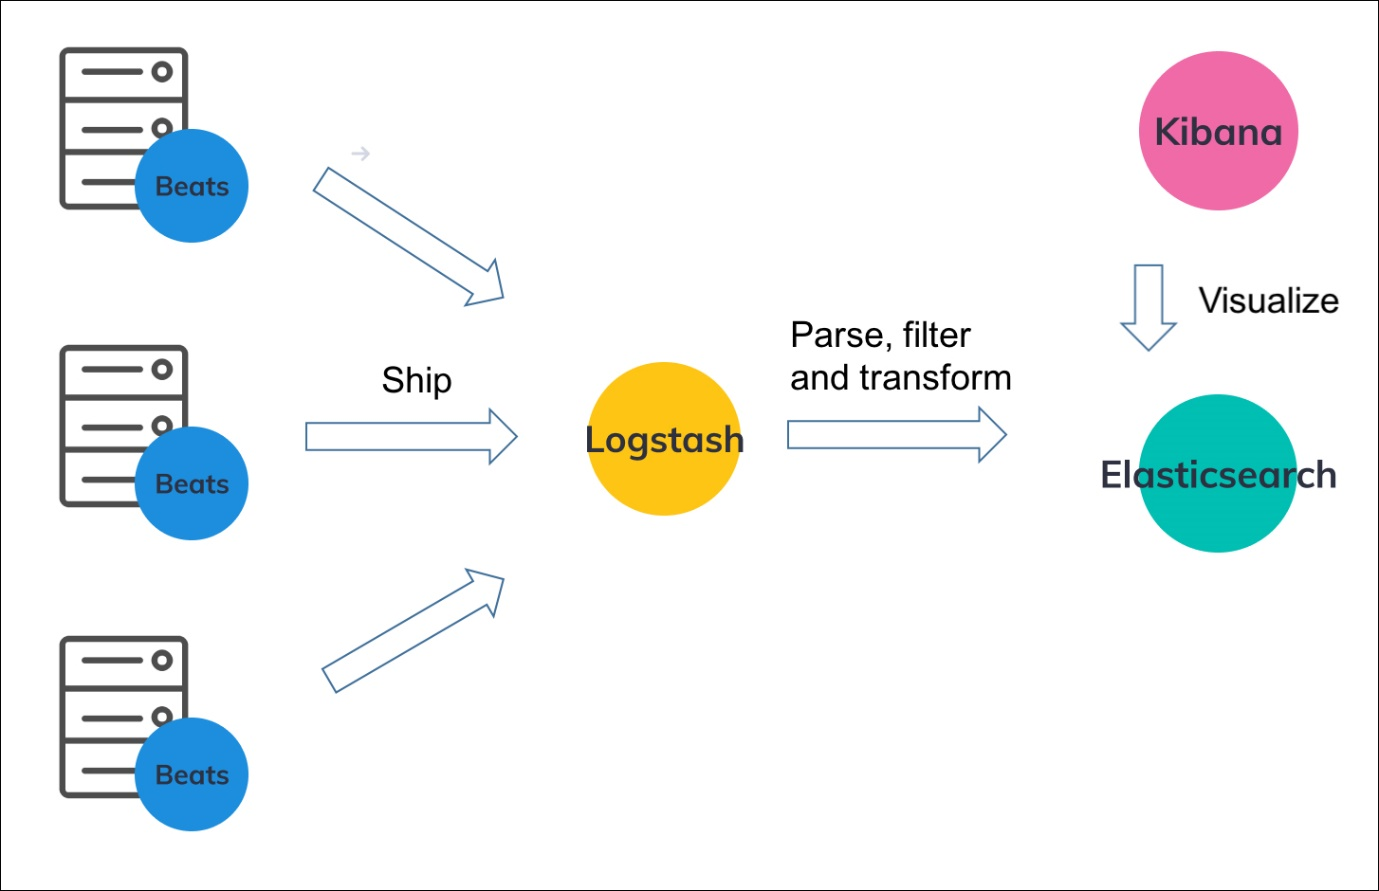 Beats
Beats
Beats
Ship
Logstash
Parse, filter
and transform
Kibana
Visualize
Elasticsearch